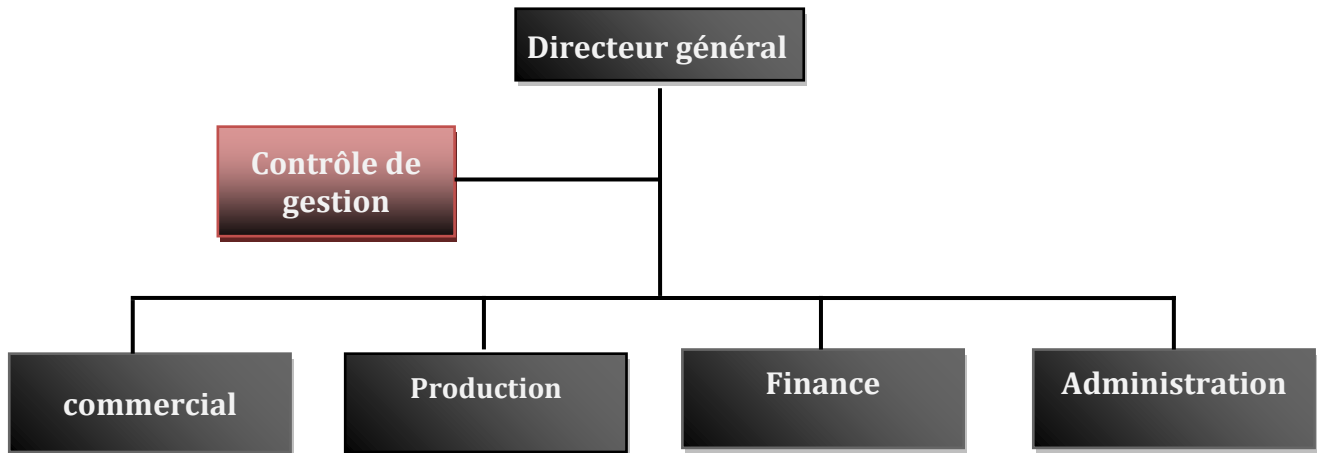 Directeur général
Contrôle de
gestion
commercial
Production
Finance
Administration